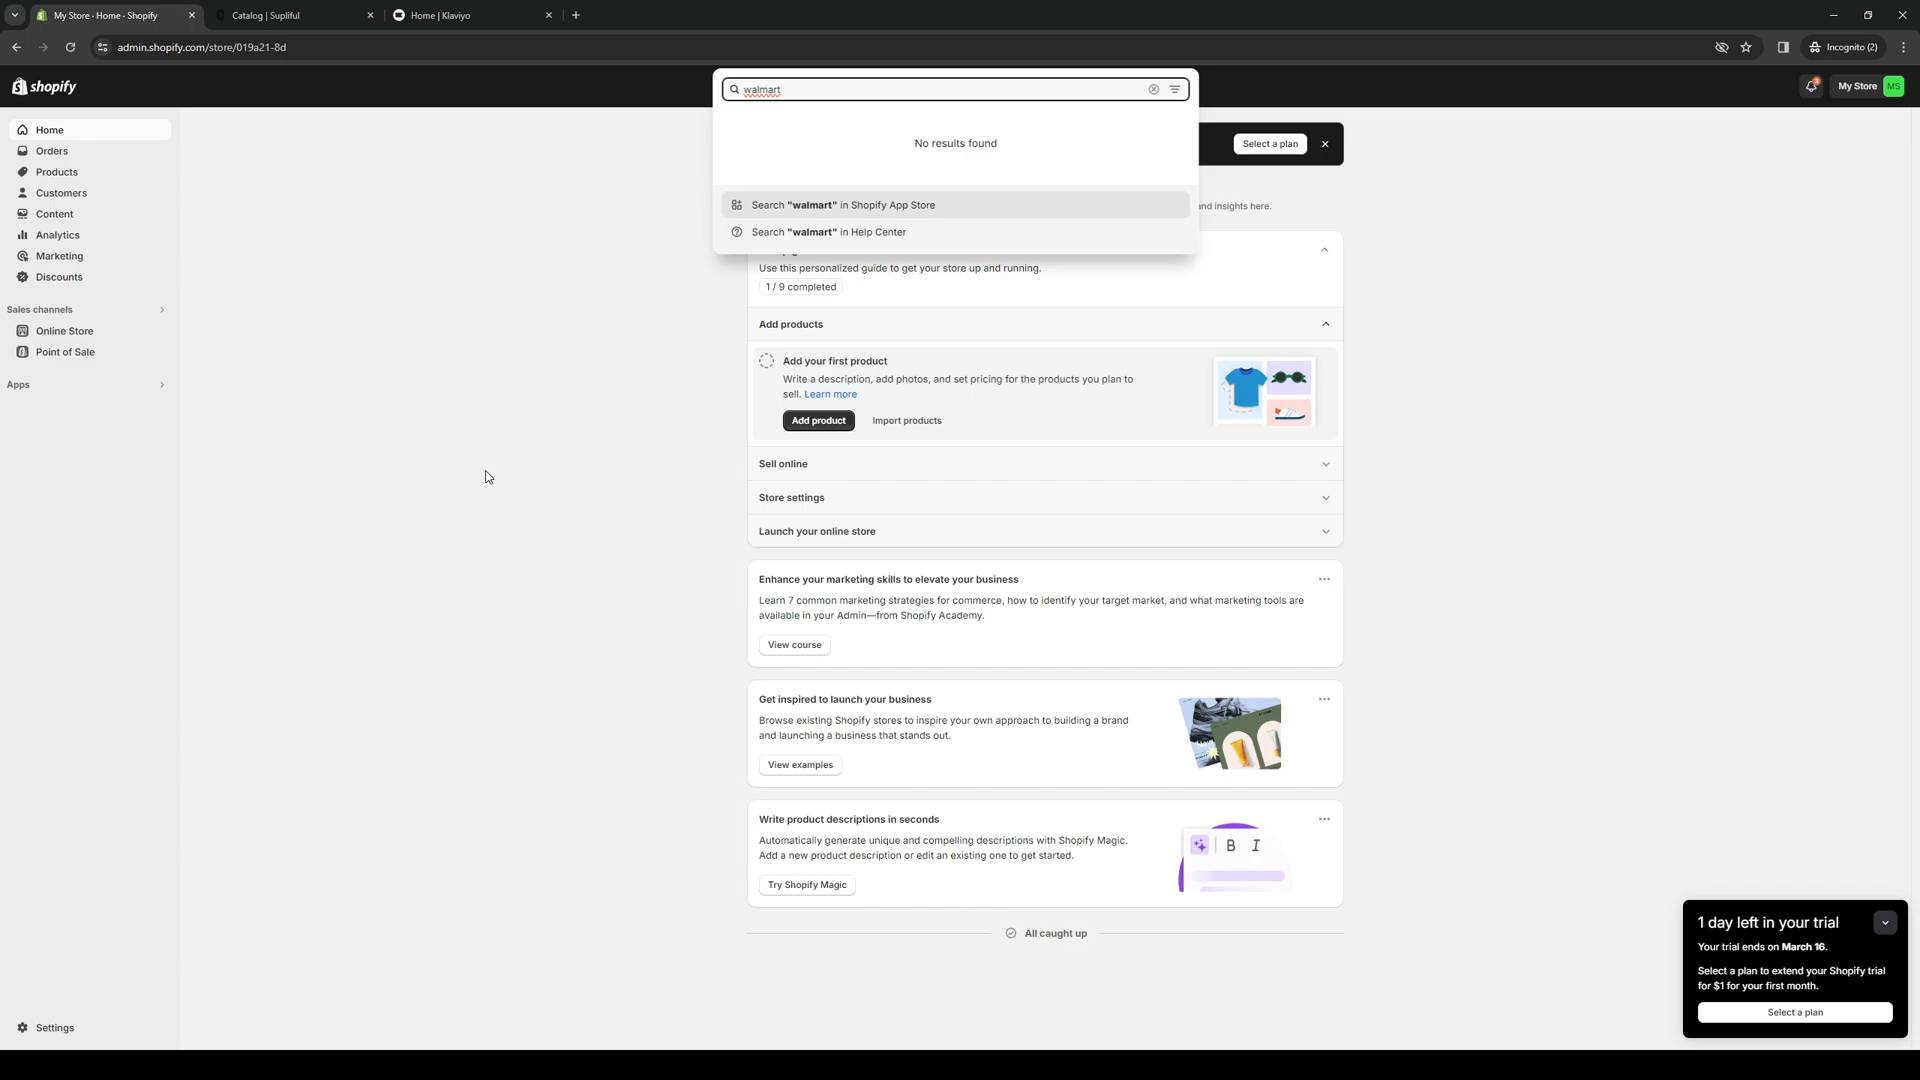 My Store - Home - Shopify
Catalog | Supliful
Home | Klaviyo
admin.shopify.com/store/019a21-8d
Incognito (2)
shopify
walmart
3
My Store
MS
No results found
Search "walmart" in Shopify App Store
Search "walmart" in Help Center
Select a plan
and insights here.
Home
Orders
Products
Customers
Content
Analytics
Marketing
Discounts
Sales channels
Online Store
Point of Sale
Apps
Settings
Use this personalized guide to get your store up and running.
1 / 9 completed
Add products
Add your first product
Write a description, add photos, and set pricing for the products you plan to
sell. Learn more
Add product
Import products
Sell online
Store settings
Launch your online store
Enhance your marketing skills to elevate your business
Learn 7 common marketing strategies for commerce, how to identify your target market, and what marketing tools are
available in your Admin—from Shopify Academy.
View course
Get inspired to launch your business
Browse existing Shopify stores to inspire your own approach to building a brand
and launching a business that stands out.
View examples
Write product descriptions in seconds
Automatically generate unique and compelling descriptions with Shopify Magic.
Add a new product description or edit an existing one to get started.
Try Shopify Magic
B I
All caught up
1 day left in your trial
Your trial ends on March 16.
Select a plan to extend your Shopify trial
for $1 for your first month.
Select a plan